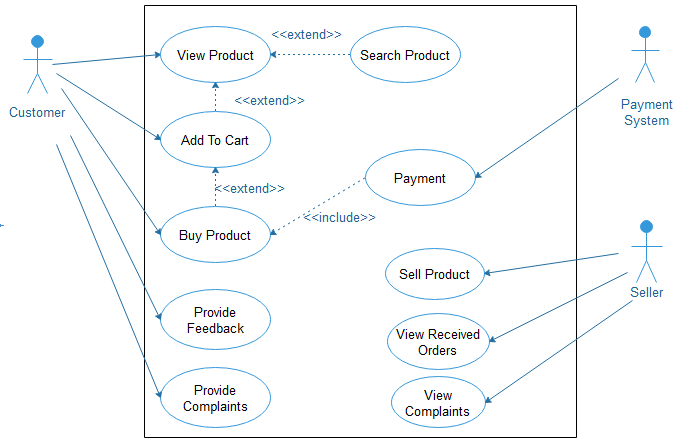 <<extend>>
View Product
Search Product
Customer
<<extend>>
Payment
System
Add To Cart
Payment
<<extend>>
<<include>>
Buy Product
Sell Product
Seller
Provide
Feedback
View Received
Orders
Provide
Complaints
View
Complaints